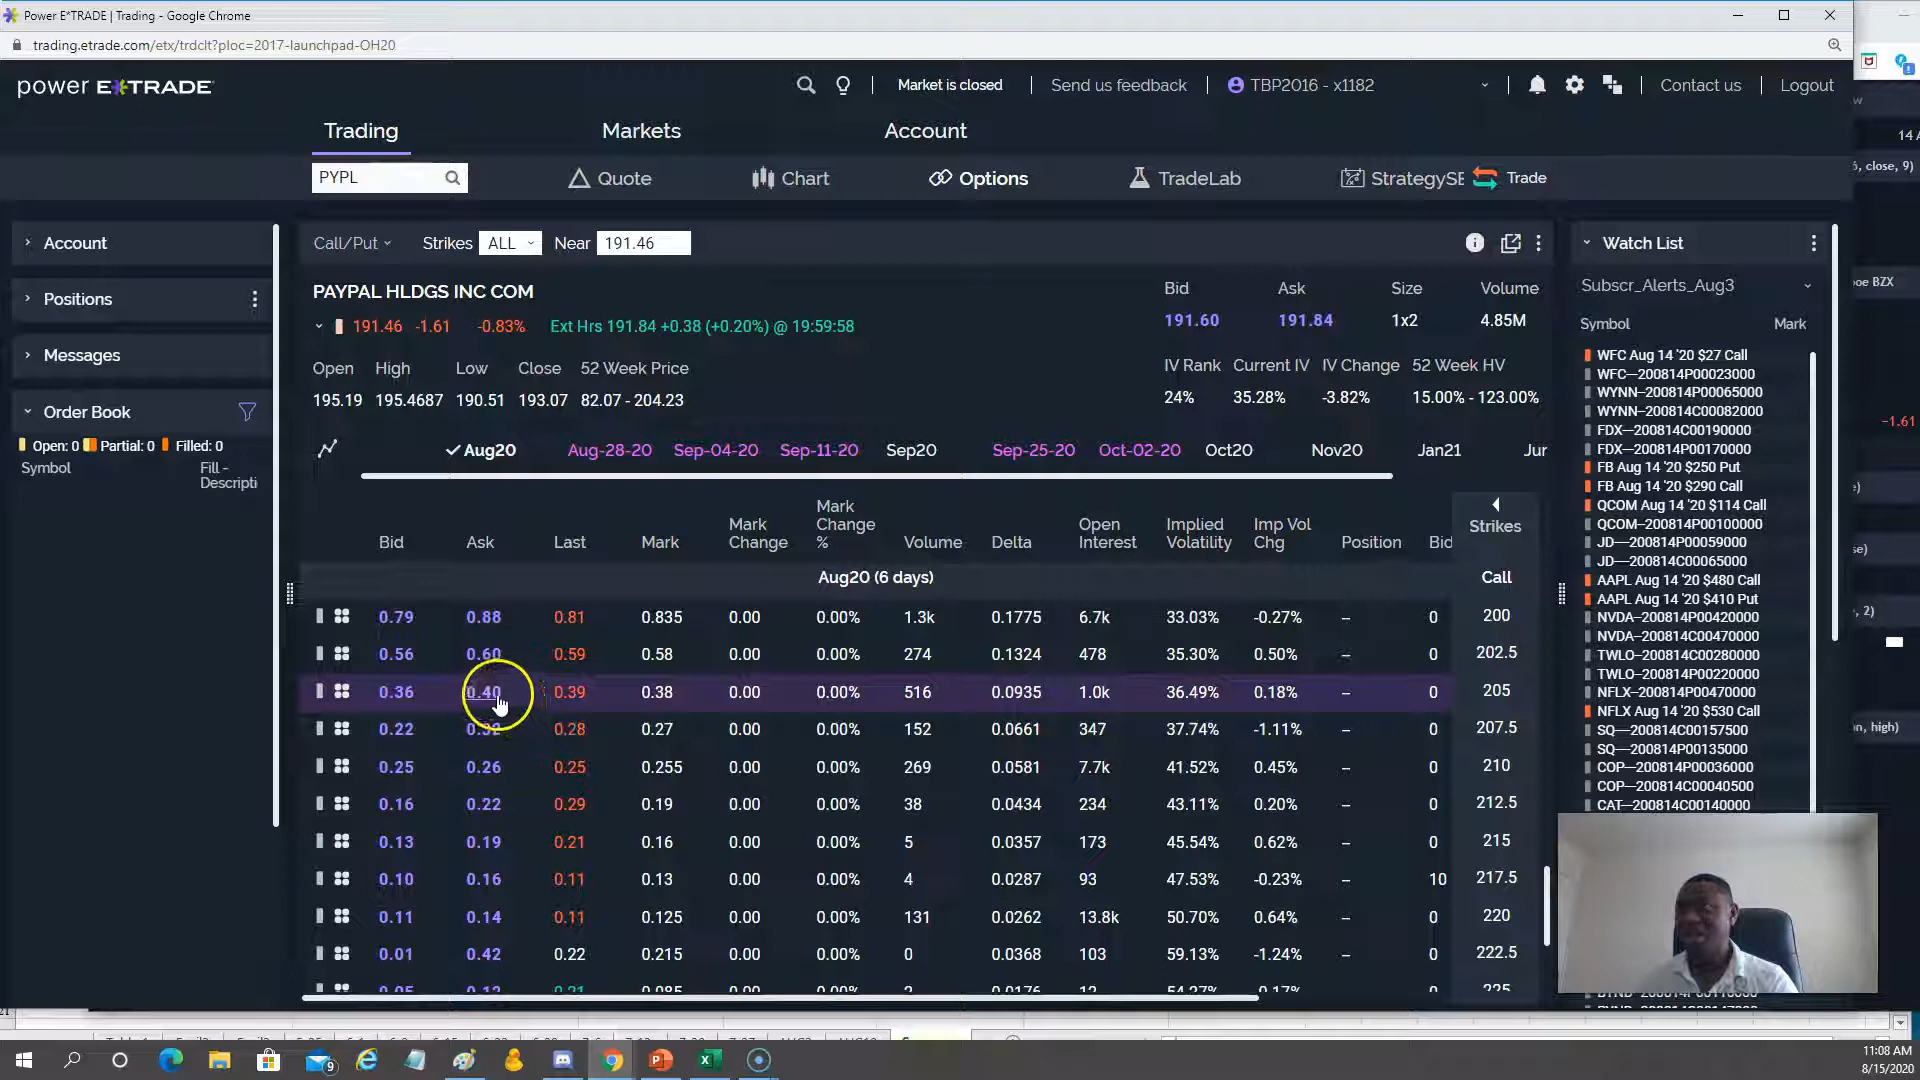 Power E*TRADE | Trading - Google Chrome
trading.etrade.com/etx/trdclt?ploc=2017-launchpad-OH20
power E*TRADE
Market is closed
Send us feedback
TBP2016 - x1182
Contact us
Logout
Trading
Markets
Account
PYPL
Quote
Chart
Options
TradeLab
StrategySE
Trade
Account
Positions
Messages
Order Book
Open: 0 Partial: 0 Filled: 0
Symbol Fill -
Descripti
Call/Put
Strikes ALL Near 191.46
PAYPAL HLDGS INC COM
191.46 -1.61 -0.83% Ext Hrs 191.84 +0.38 (+0.20%) @ 19:59:58
Open High Low Close 52 Week Price
195.19 195.4687 190.51 193.07 82.07 - 204.23
Bid Ask Size Volume
191.60 191.84 1x2 4.85M
IV Rank Current IV IV Change 52 Week HV
24% 35.28% -3.82% 15.00% - 123.00%
Aug20 Aug-28-20 Sep-04-20 Sep-11-20 Sep20 Sep-25-20 Oct-02-20 Oct20 Nov20 Jan21 Jur
Bid Ask Last Mark Mark Change Mark Change % Volume Delta Open Interest Implied Volatility Imp Vol Chg Position Bid Strikes
Aug20 (6 days) Call
0.79 0.88 0.81 0.835 0.00 0.00% 1.3k 0.1775 6.7k 33.03% -0.27% – 0 200
0.56 0.60 0.59 0.58 0.00 0.00% 274 0.1324 478 35.30% 0.50% – 0 202.5
0.36 0.40 0.39 0.38 0.00 0.00% 516 0.0935 1.0k 36.49% 0.18% – 0 205
0.22 0.32 0.28 0.27 0.00 0.00% 152 0.0661 347 37.74% -1.11% – 0 207.5
0.25 0.26 0.25 0.255 0.00 0.00% 269 0.0581 7.7k 41.52% 0.45% – 0 210
0.16 0.22 0.29 0.19 0.00 0.00% 38 0.0434 234 43.11% 0.20% – 0 212.5
0.13 0.19 0.21 0.16 0.00 0.00% 5 0.0357 173 45.54% 0.62% – 0 215
0.10 0.16 0.11 0.13 0.00 0.00% 4 0.0287 93 47.53% -0.23% – 10 217.5
0.11 0.14 0.11 0.125 0.00 0.00% 131 0.0262 13.8k 50.70% 0.64% – 0 220
0.01 0.42 0.22 0.215 0.00 0.00% 0 0.0368 103 59.13% -1.24% – 0 222.5
225
Watch List
Subscr_Alerts_Aug3
Symbol Mark
WFC Aug 14 '20 $27 Call
WFC--200814P00023000
WYNN--200814P00065000
WYNN--200814C00082000
FDX--200814C00190000
FDX--200814P00170000
FB Aug 14 '20 $250 Put
FB Aug 14 '20 $290 Call
QCOM Aug 14 '20 $114 Call
QCOM--200814P00100000
JD--200814P00059000
JD--200814C00065000
AAPL Aug 14 '20 $480 Call
AAPL Aug 14 '20 $410 Put
NVDA--200814P00420000
NVDA--200814C00470000
TWLO--200814C00280000
TWLO--200814P00220000
NFLX--200814P00470000
NFLX Aug 14 '20 $530 Call
SQ--200814C00157500
SQ--200814P00135000
COP--200814P00036000
COP--200814C00040500
CAT--200814C00140000
14 A
6, close, 9)
oe BZX
-1.61
se)
, 2)
n, high)
9
11:08 AM
8/15/2020